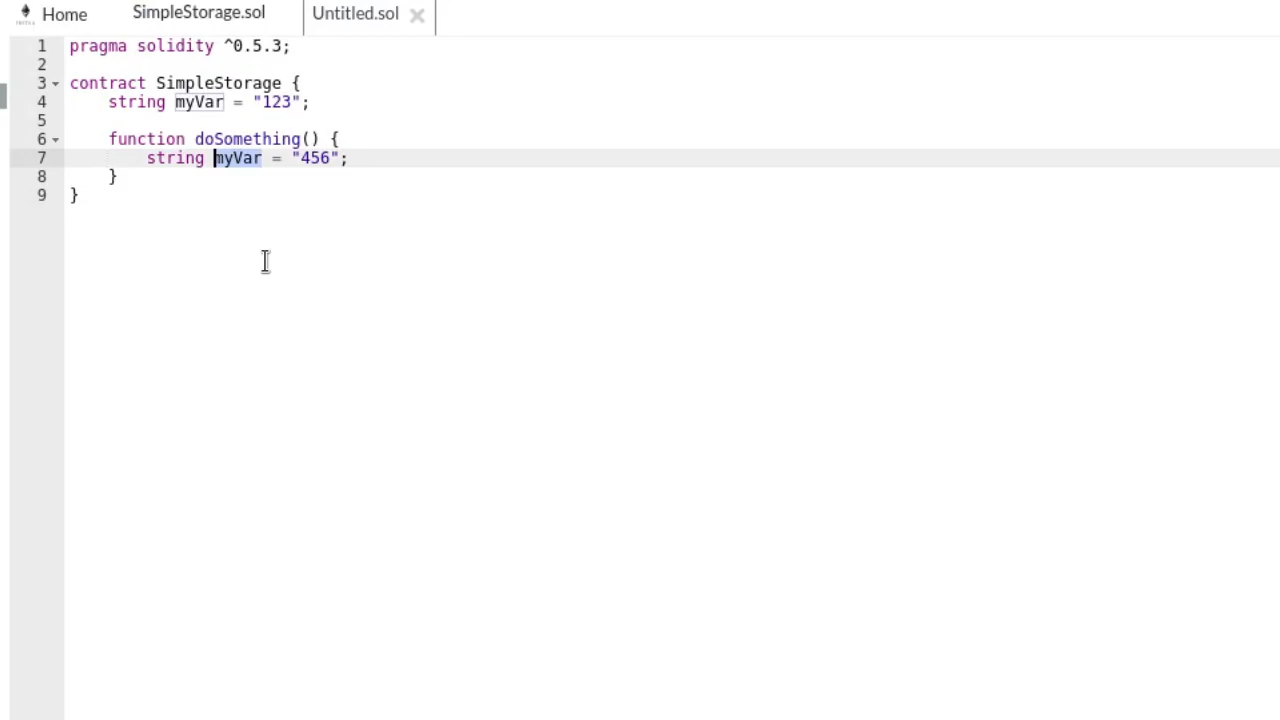 Home SimpleStorage.sol Untitled.sol
1 pragma solidity ^0.5.3;
2
3 contract SimpleStorage {
4 string myVar = "123";
5
6 function doSomething() {
7 string myVar = "456";
8 }
9 }